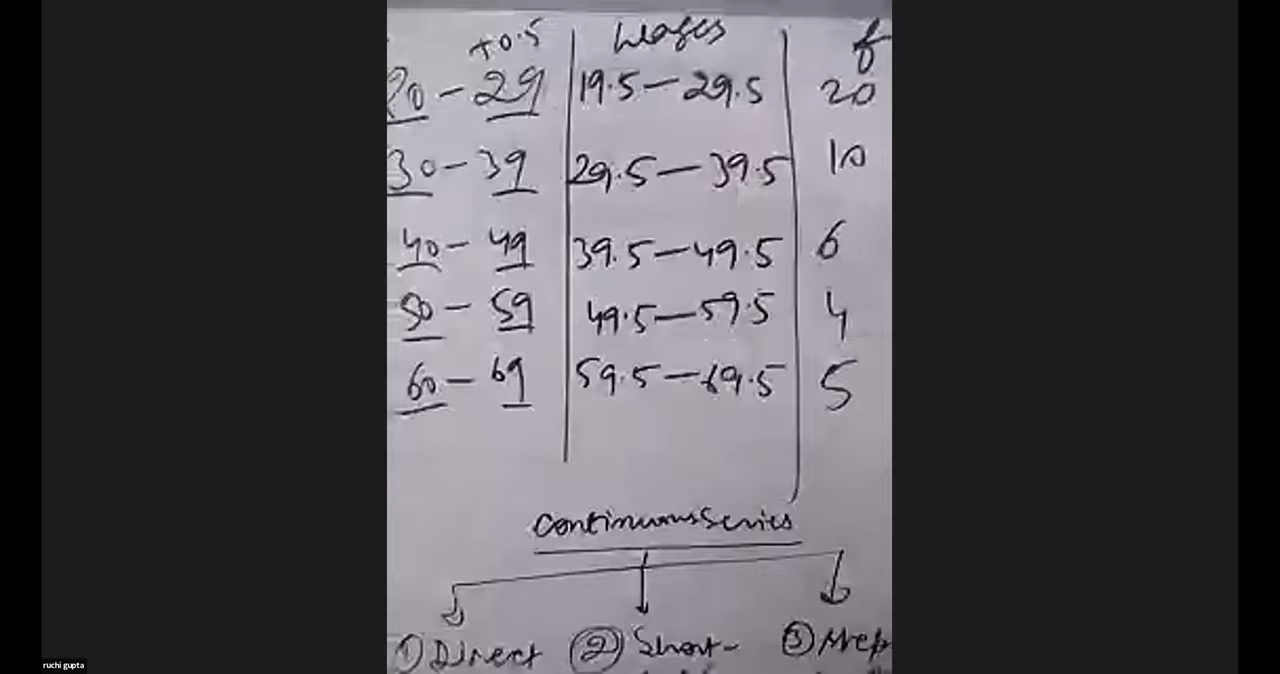 +0.5 Wages f
20 - 29 19.5 - 29.5 20
30 - 39 29.5 - 39.5 10
40 - 49 39.5 - 49.5 6
50 - 59 49.5 - 59.5 4
60 - 69 59.5 - 69.5 5
Continuous Series
① Direct ② Short- ③
ruchi gupta